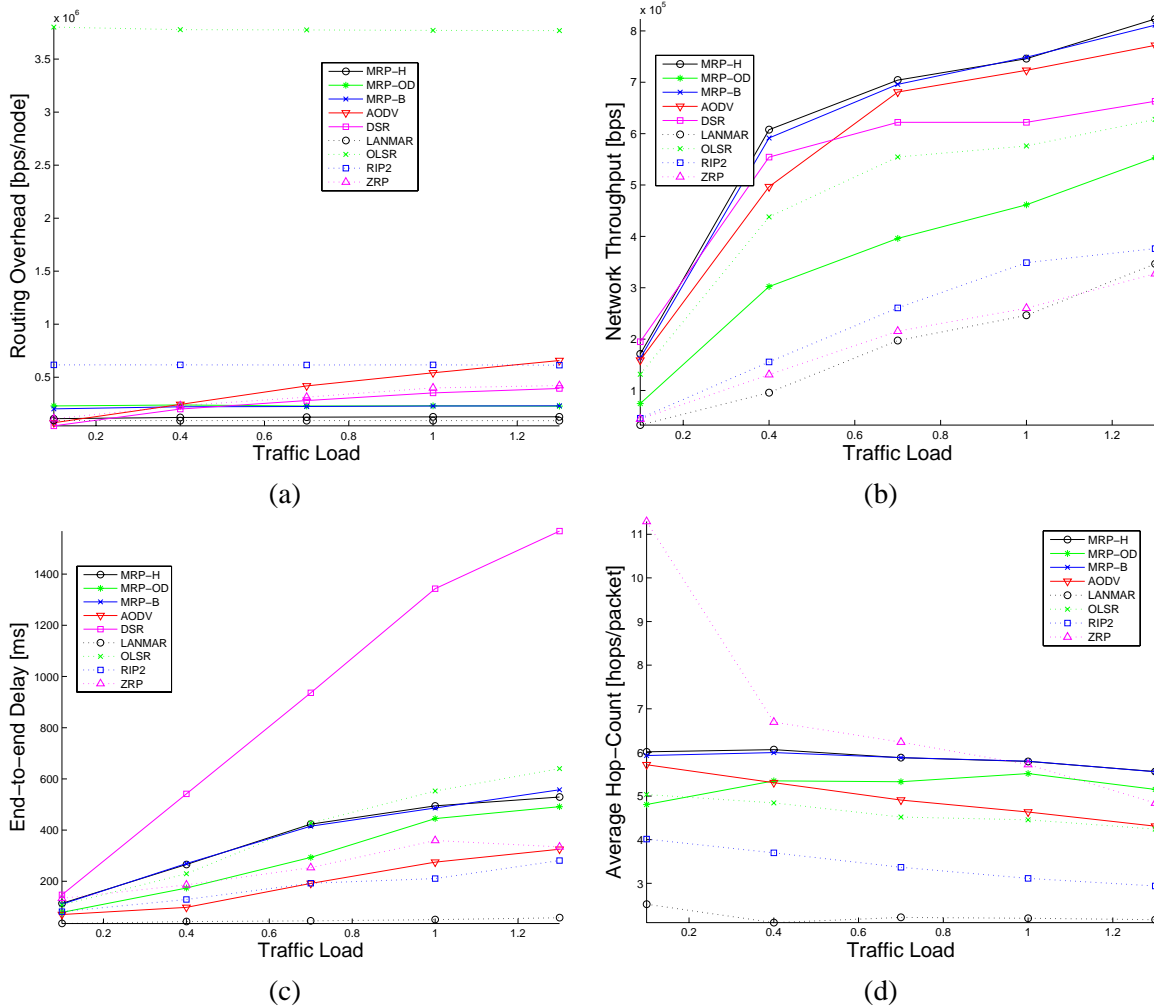 x 10^6
3.5
3
2.5
2
1.5
1
0.5
0.2
0.4
0.6
0.8
1
1.2
Routing Overhead [bps/node]
Traffic Load
MRP-H
MRP-OD
MRP-B
AODV
DSR
LANMAR
OLSR
RIP2
ZRP
(a)
x 10^5
8
7
6
5
4
3
2
1
0.2
0.4
0.6
0.8
1
1.2
Network Throughput [bps]
Traffic Load
MRP-H
MRP-OD
MRP-B
AODV
DSR
LANMAR
OLSR
RIP2
ZRP
(b)
1400
1200
1000
800
600
400
200
0.2
0.4
0.6
0.8
1
1.2
End-to-end Delay [ms]
Traffic Load
MRP-H
MRP-OD
MRP-B
AODV
DSR
LANMAR
OLSR
RIP2
ZRP
(c)
11
10
9
8
7
6
5
4
3
0.2
0.4
0.6
0.8
1
1.2
Average Hop-Count [hops/packet]
Traffic Load
MRP-H
MRP-OD
MRP-B
AODV
LANMAR
OLSR
RIP2
ZRP
(d)